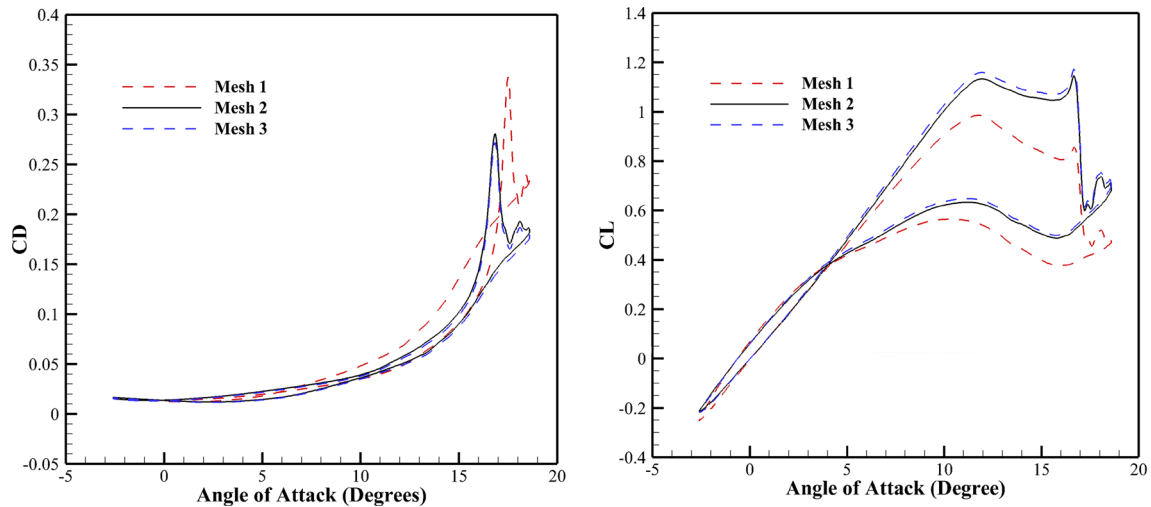 0.4
0.35
0.3
0.25
0.2
0.15
0.1
0.05
0
-0.05
CD
Mesh 1
Mesh 2
Mesh 3
-5 0 5 10 15 20
Angle of Attack (Degrees)
1.4
1.2
1
0.8
0.6
0.4
0.2
0
-0.2
-0.4
CL
Mesh 1
Mesh 2
Mesh 3
-5 0 5 10 15 20
Angle of Attack (Degree)